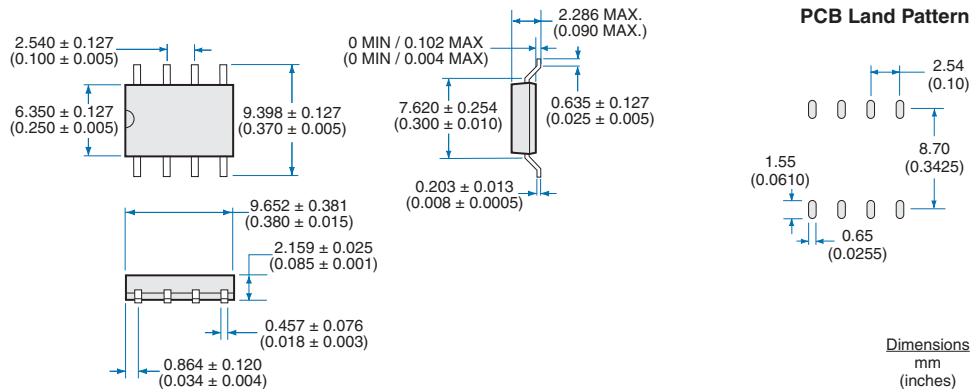 2.540 ± 0.127
(0.100 ± 0.005)
6.350 ± 0.127
(0.250 ± 0.005)
9.398 ± 0.127
(0.370 ± 0.005)
9.652 ± 0.381
(0.380 ± 0.015)
2.159 ± 0.025
(0.085 ± 0.001)
0.457 ± 0.076
(0.018 ± 0.003)
0.864 ± 0.120
(0.034 ± 0.004)
2.286 MAX.
(0.090 MAX.)
0 MIN / 0.102 MAX
(0 MIN / 0.004 MAX)
7.620 ± 0.254
(0.300 ± 0.010)
0.635 ± 0.127
(0.025 ± 0.005)
0.203 ± 0.013
(0.008 ± 0.0005)
PCB Land Pattern
2.54
(0.10)
8.70
(0.3425)
1.55
(0.0610)
0.65
(0.0255)
Dimensions
mm
(inches)